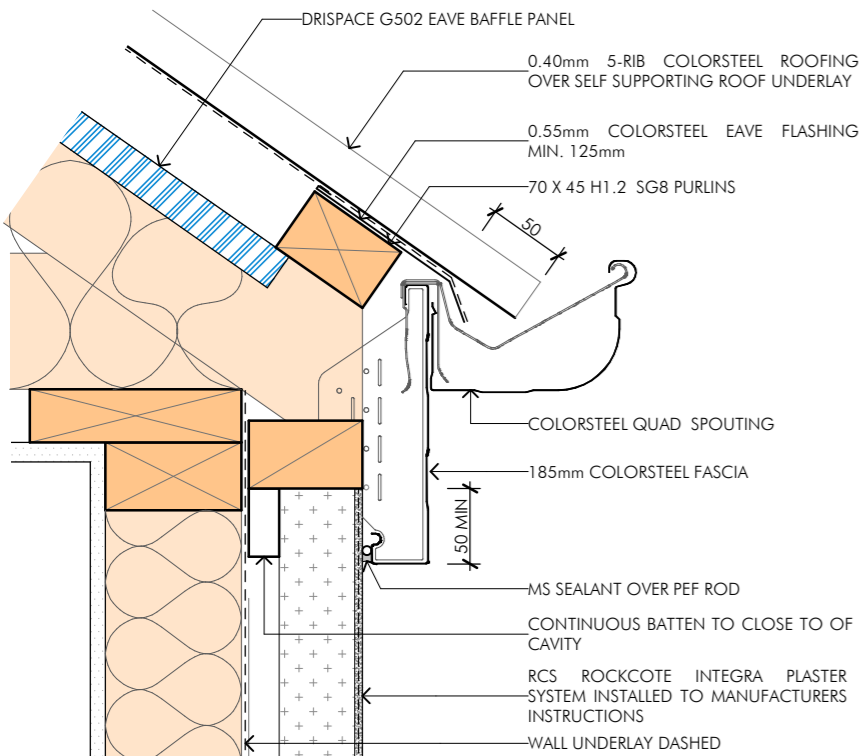 DRISPACE G502 EAVE BAFFLE PANEL
0.40mm 5-RIB COLORSTEEL ROOFING
OVER SELF SUPPORTING ROOF UNDERLAY
0.55mm COLORSTEEL EAVE FLASHING
MIN. 125mm
70 X 45 H1.2 SG8 PURLINS
50
COLORSTEEL QUAD SPOUTING
185mm COLORSTEEL FASCIA
50 MIN
MS SEALANT OVER PEF ROD
CONTINUOUS BATTEN TO CLOSE TO OF
CAVITY
RCS ROCKCOTE INTEGRA PLASTER
SYSTEM INSTALLED TO MANUFACTURERS
INSTRUCTIONS
WALL UNDERLAY DASHED